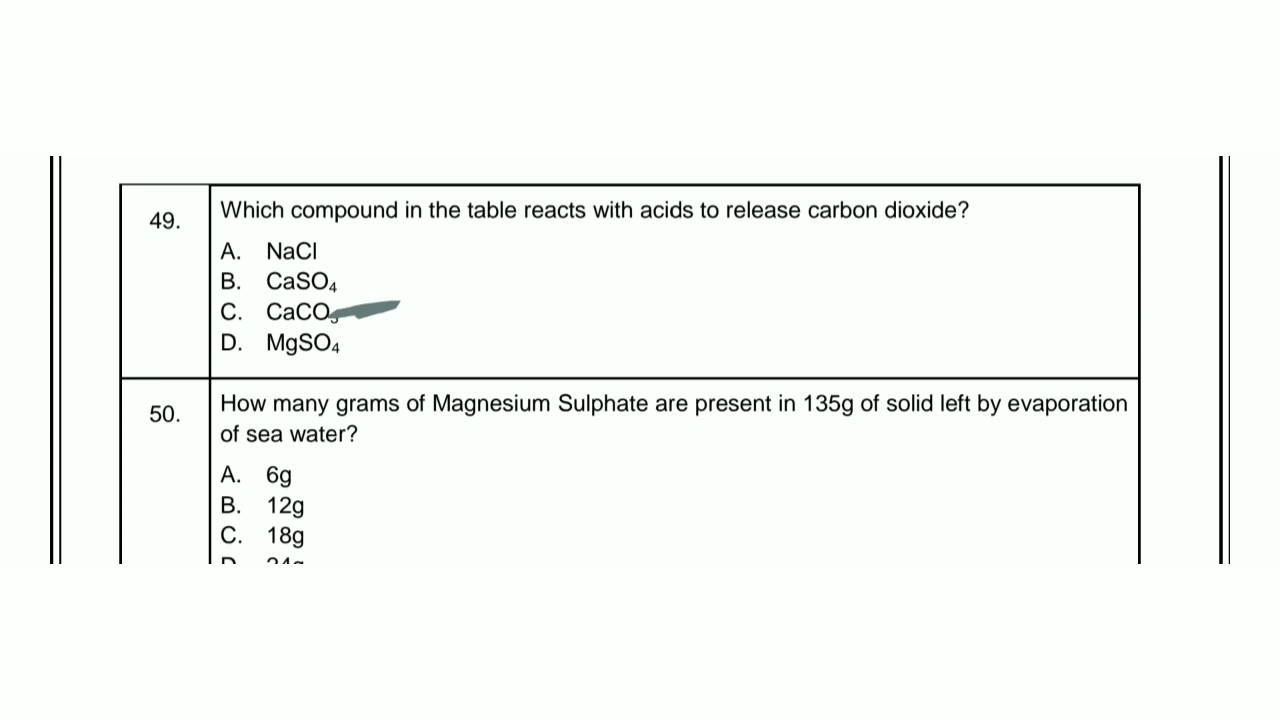 49.
Which compound in the table reacts with acids to release carbon dioxide?
A. NaCl
B. CaSO₄
C. CaCO₃
D. MgSO₄
50.
How many grams of Magnesium Sulphate are present in 135g of solid left by evaporation
of sea water?
A. 6g
B. 12g
C. 18g